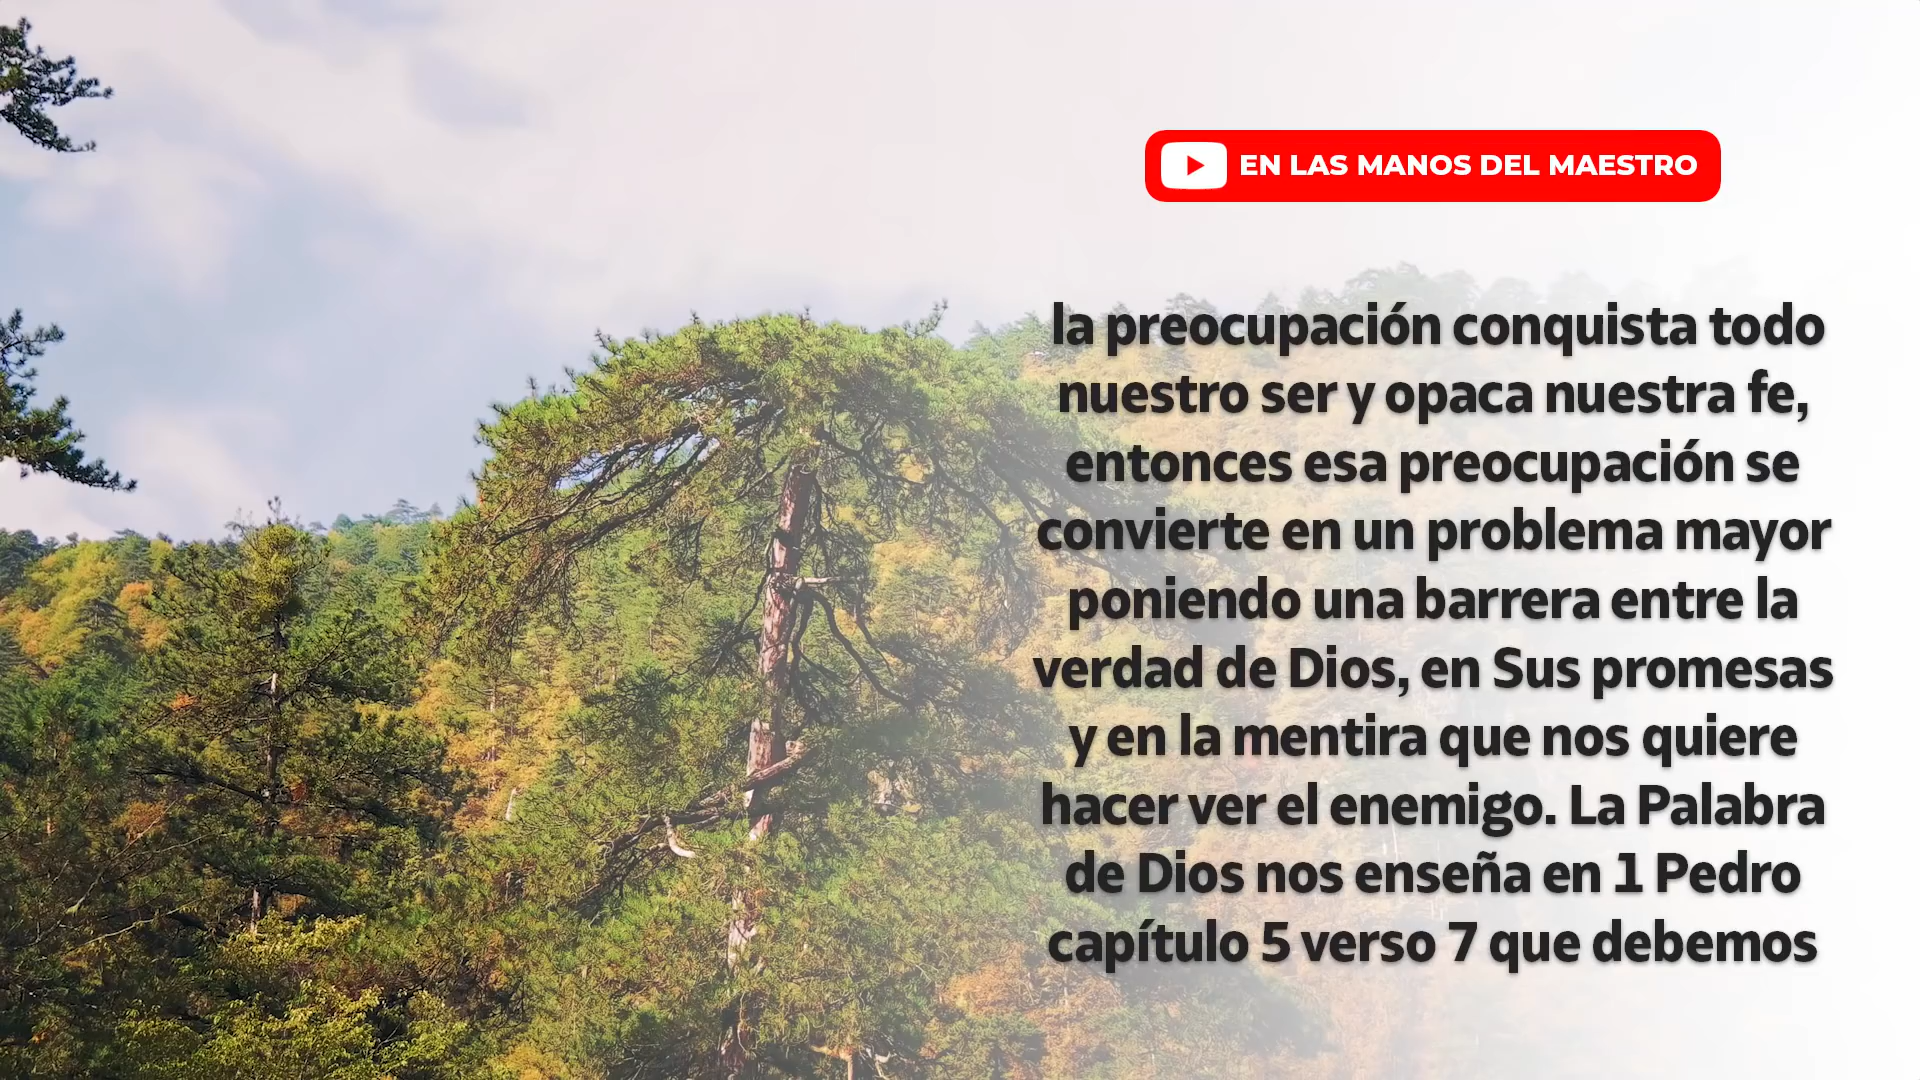 EN LAS MANOS DEL MAESTRO
la preocupación conquista todo
nuestro ser y opaca nuestra fe,
entonces esa preocupación se
convierte en un problema mayor
poniendo una barrera entre la
verdad de Dios, en Sus promesas
y en la mentira que nos quiere
hacer ver el enemigo. La Palabra
de Dios nos enseña en 1 Pedro
capítulo 5 verso 7 que debemos